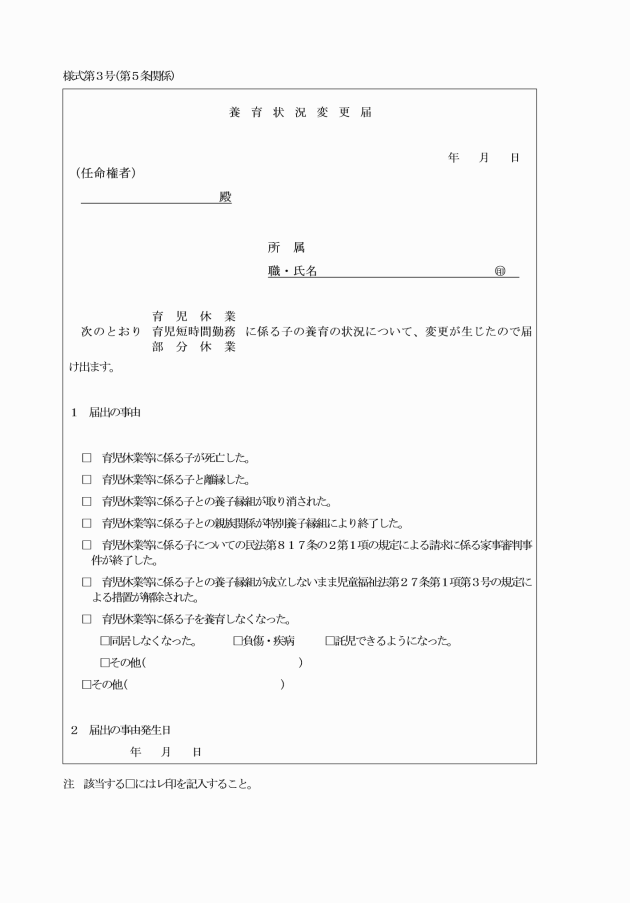 様式第３号(第５条関係)
養　育　状　況　変　更　届
年　　月　　日
（任命権者）
殿
所　属
職・氏名　　　　　　　　　　　　　　㊞
育　児　休　業
次のとおり　育児短時間勤務　に係る子の養育の状況について、変更が生じたので届
部　分　休　業
け出ます。
１　届出の事由
□　育児休業等に係る子が死亡した。
□　育児休業等に係る子と離縁した。
□　育児休業等に係る子との養子縁組が取り消された。
□　育児休業等に係る子との親族関係が特別養子縁組により終了した。
□　育児休業等に係る子についての民法第８１７条の２第１項の規定による請求に係る家事審判事
件が終了した。
□　育児休業等に係る子との養子縁組が成立しないまま児童福祉法第２７条第１項第３号の規定に
よる措置が解除された。
□　育児休業等に係る子を養育しなくなった。
□同居しなくなった。　　　□負傷・疾病　　　□託児できるようになった。
□その他(　　　　　　　　　　　　　　)
□その他(　　　　　　　　　　　　　　)
２　届出の事由発生日
年　　月　　日
注　該当する□にはレ印を記入すること。